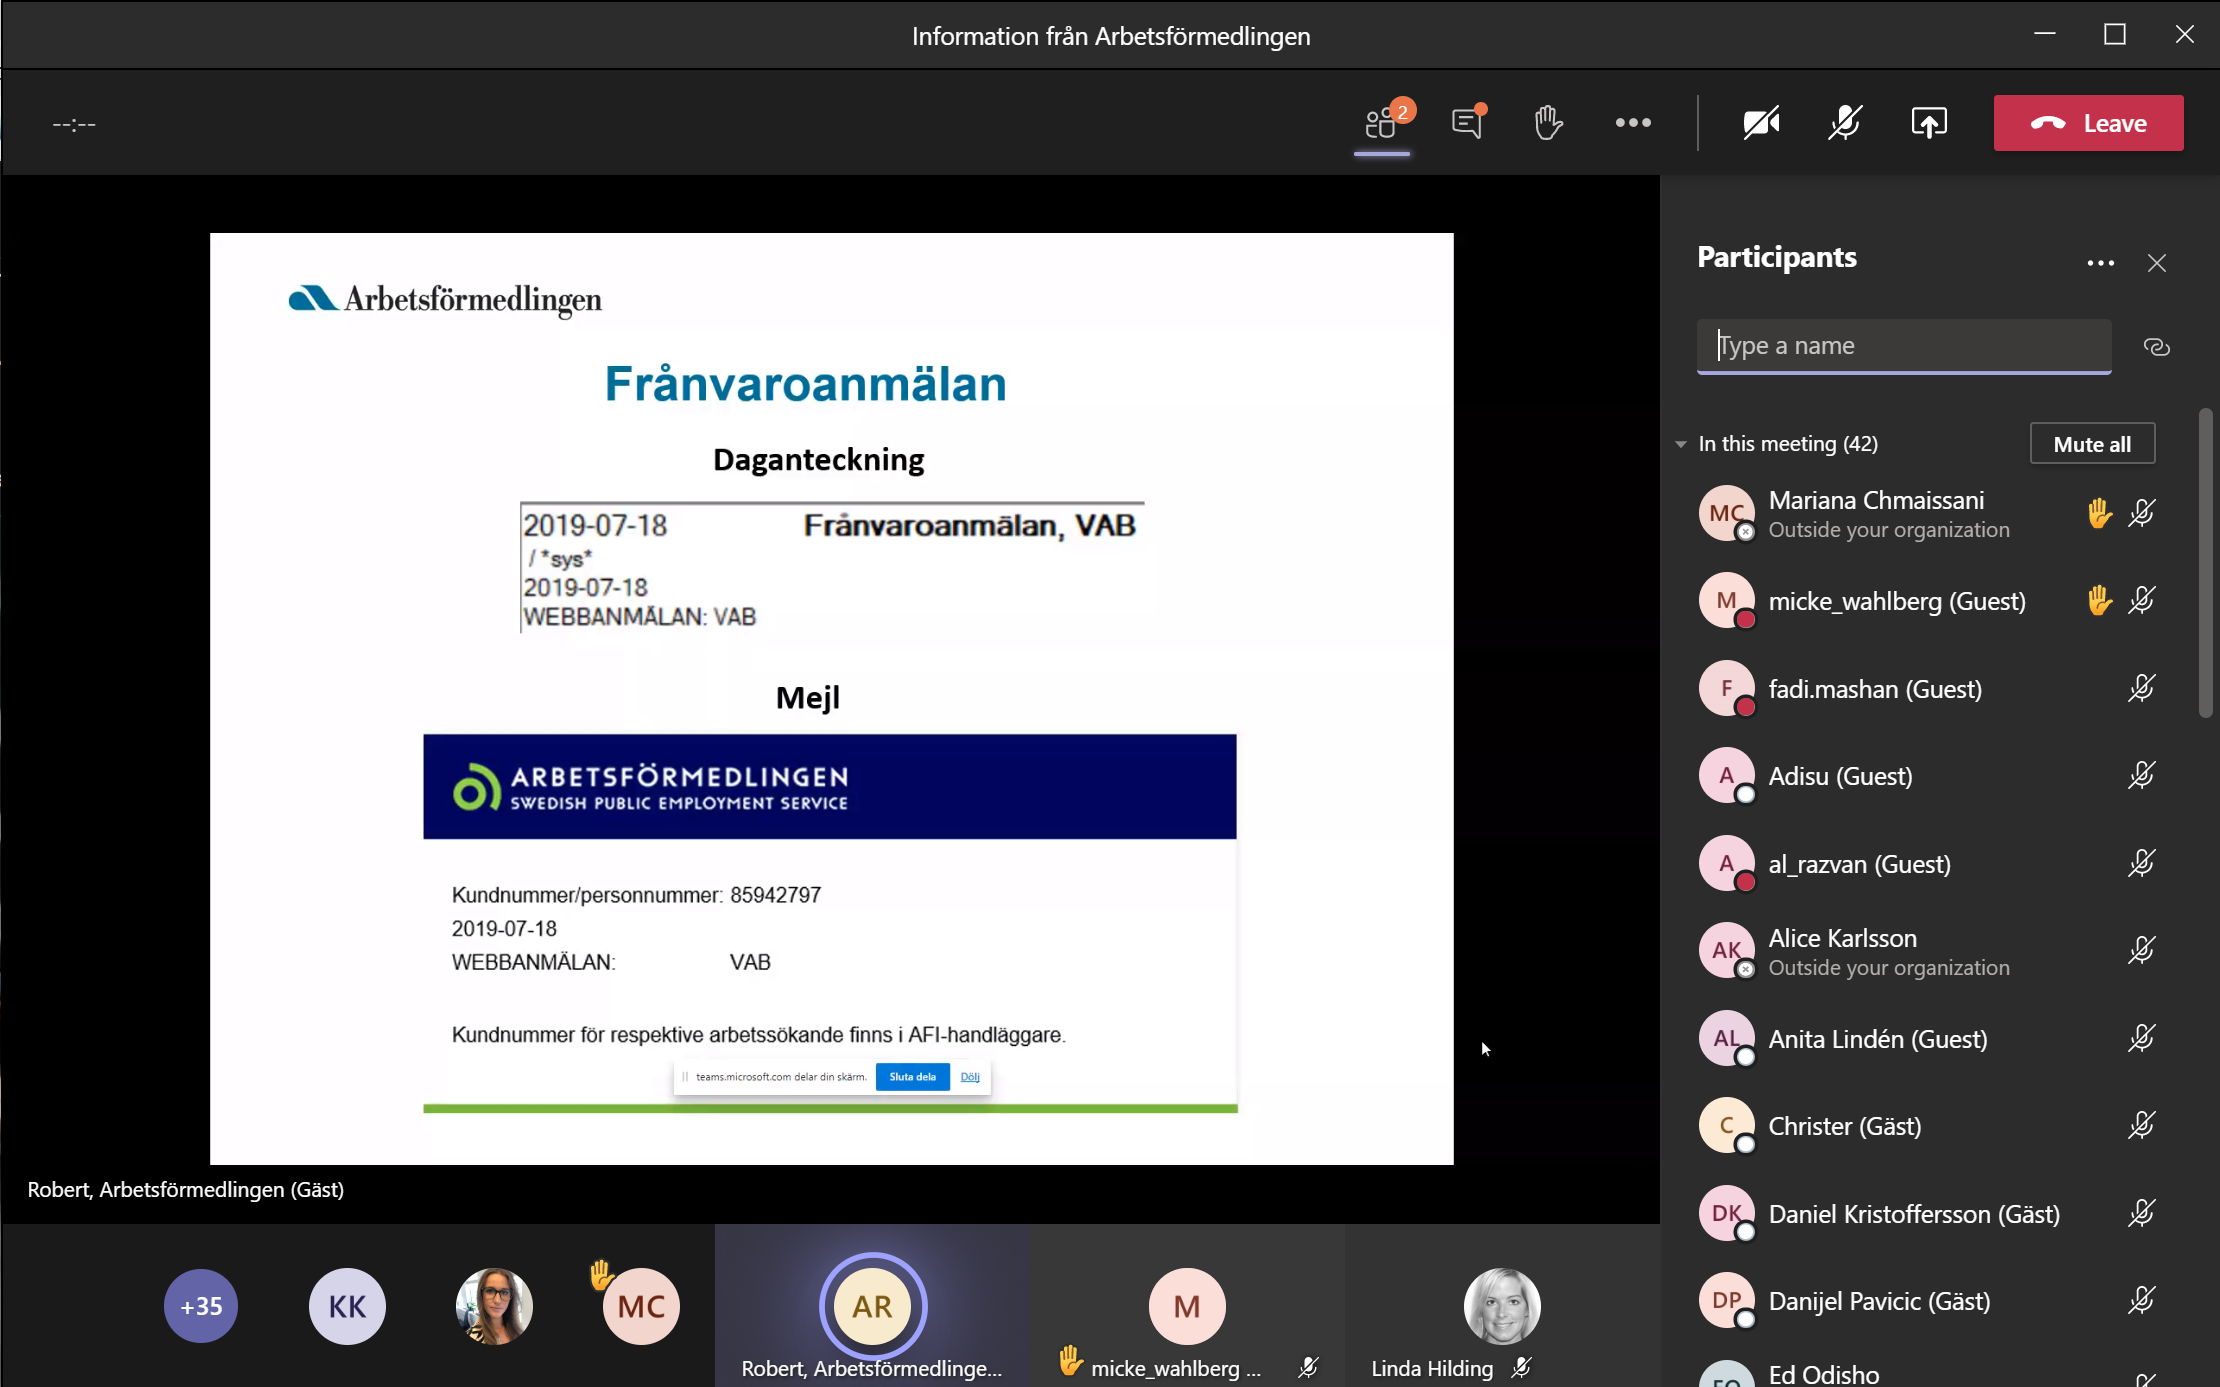 Information från Arbetsförmedlingen
--:--
2
Leave
Arbetsförmedlingen
Frånvaroanmälan
Daganteckning
2019-07-18 Frånvaroanmälan, VAB
/ *sys*
2019-07-18
WEBBANMÄLAN: VAB
Mejl
ARBETSFÖRMEDLINGEN
SWEDISH PUBLIC EMPLOYMENT SERVICE
Kundnummer/personnummer: 85942797
2019-07-18
WEBBANMÄLAN: VAB
Kundnummer för respektive arbetssökande finns i AFI-handläggare.
teams.microsoft.com delar din skärm. Sluta dela Dölj
Robert, Arbetsförmedlingen (Gäst)
+35
KK
MC
AR
Robert, Arbetsförmedlinge...
M
micke_wahlberg ...
Linda Hilding
Participants
Type a name
In this meeting (42)
Mute all
MC
Mariana Chmaissani
Outside your organization
M
micke_wahlberg (Guest)
F
fadi.mashan (Guest)
A
Adisu (Guest)
A
al_razvan (Guest)
AK
Alice Karlsson
Outside your organization
AL
Anita Lindén (Guest)
C
Christer (Gäst)
DK
Daniel Kristoffersson (Gäst)
DP
Danijel Pavicic (Gäst)
EO
Ed Odisho